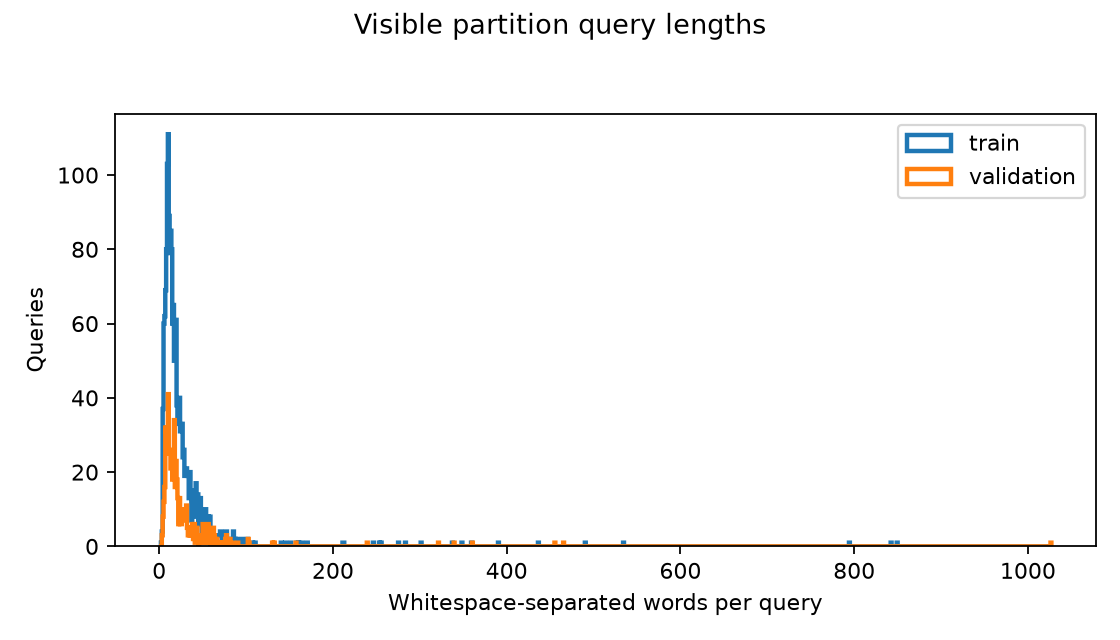 Visible partition query lengths
train
validation
100
80
60
40
20
0
Queries
0 200 400 600 800 1000
Whitespace-separated words per query